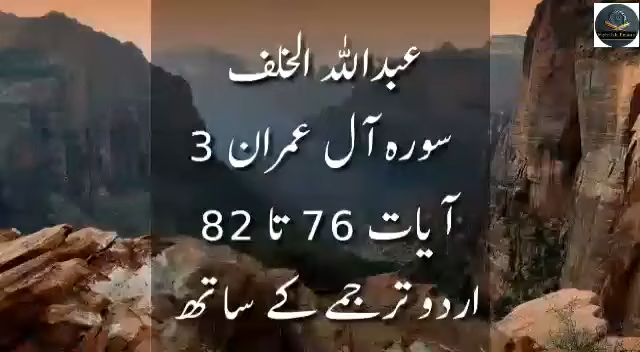 عبداللہ الخلف
سورہ آل عمران 3
آیات 76 تا 82
اردو ترجمے کے ساتھ